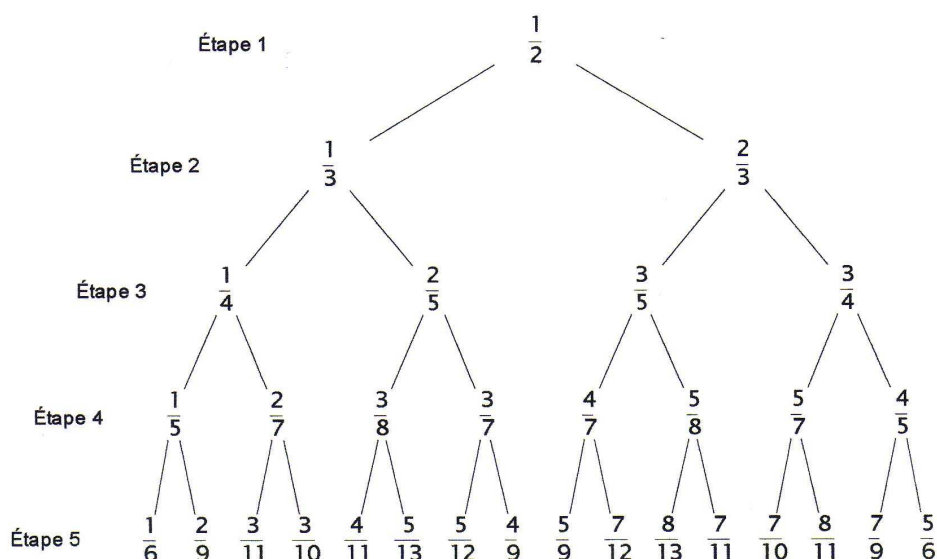 Étape 1 1/2
Étape 2 1/3 2/3
Étape 3 1/4 2/5 3/5 3/4
Étape 4 1/5 2/7 3/8 3/7 4/7 5/8 5/7 4/5
Étape 5 1/6 2/9 3/11 3/10 4/11 5/13 5/12 4/9 5/9 7/12 8/13 7/11 7/10 8/11 7/9 5/6